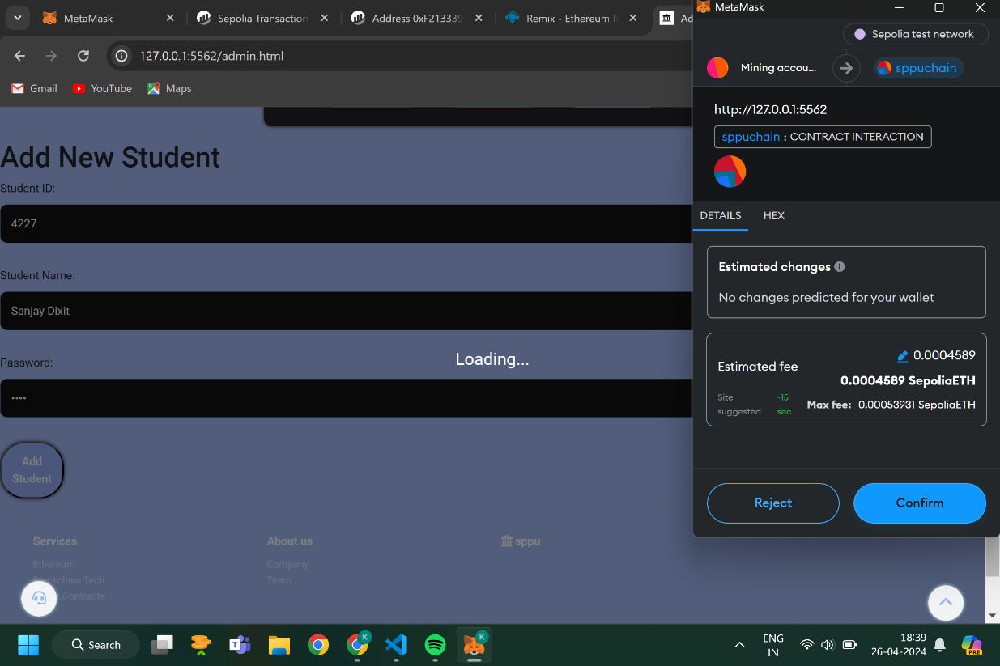 MetaMask
Sepolia Transaction
Address 0xF213339
Remix - Ethereum I
Ad
127.0.0.1:5562/admin.html
Gmail
YouTube
Maps
Add New Student
Student ID:
4227
Student Name:
Sanjay Dixit
Loading...
Password:
Add
Student
Services
About us
sppu
Ethereum
Company
Blockchain Tech.
Team
Contracts
MetaMask
Sepolia test network
Mining accou...
sppuchain
http://127.0.0.1:5562
sppuchain : CONTRACT INTERACTION
DETAILS
HEX
Estimated changes
No changes predicted for your wallet
Estimated fee
0.0004589
0.0004589 SepoliaETH
Site
suggested
~15
sec
Max fee: 0.00053931 SepoliaETH
Reject
Confirm
Search
ENG
IN
18:39
26-04-2024
K
K
PRE